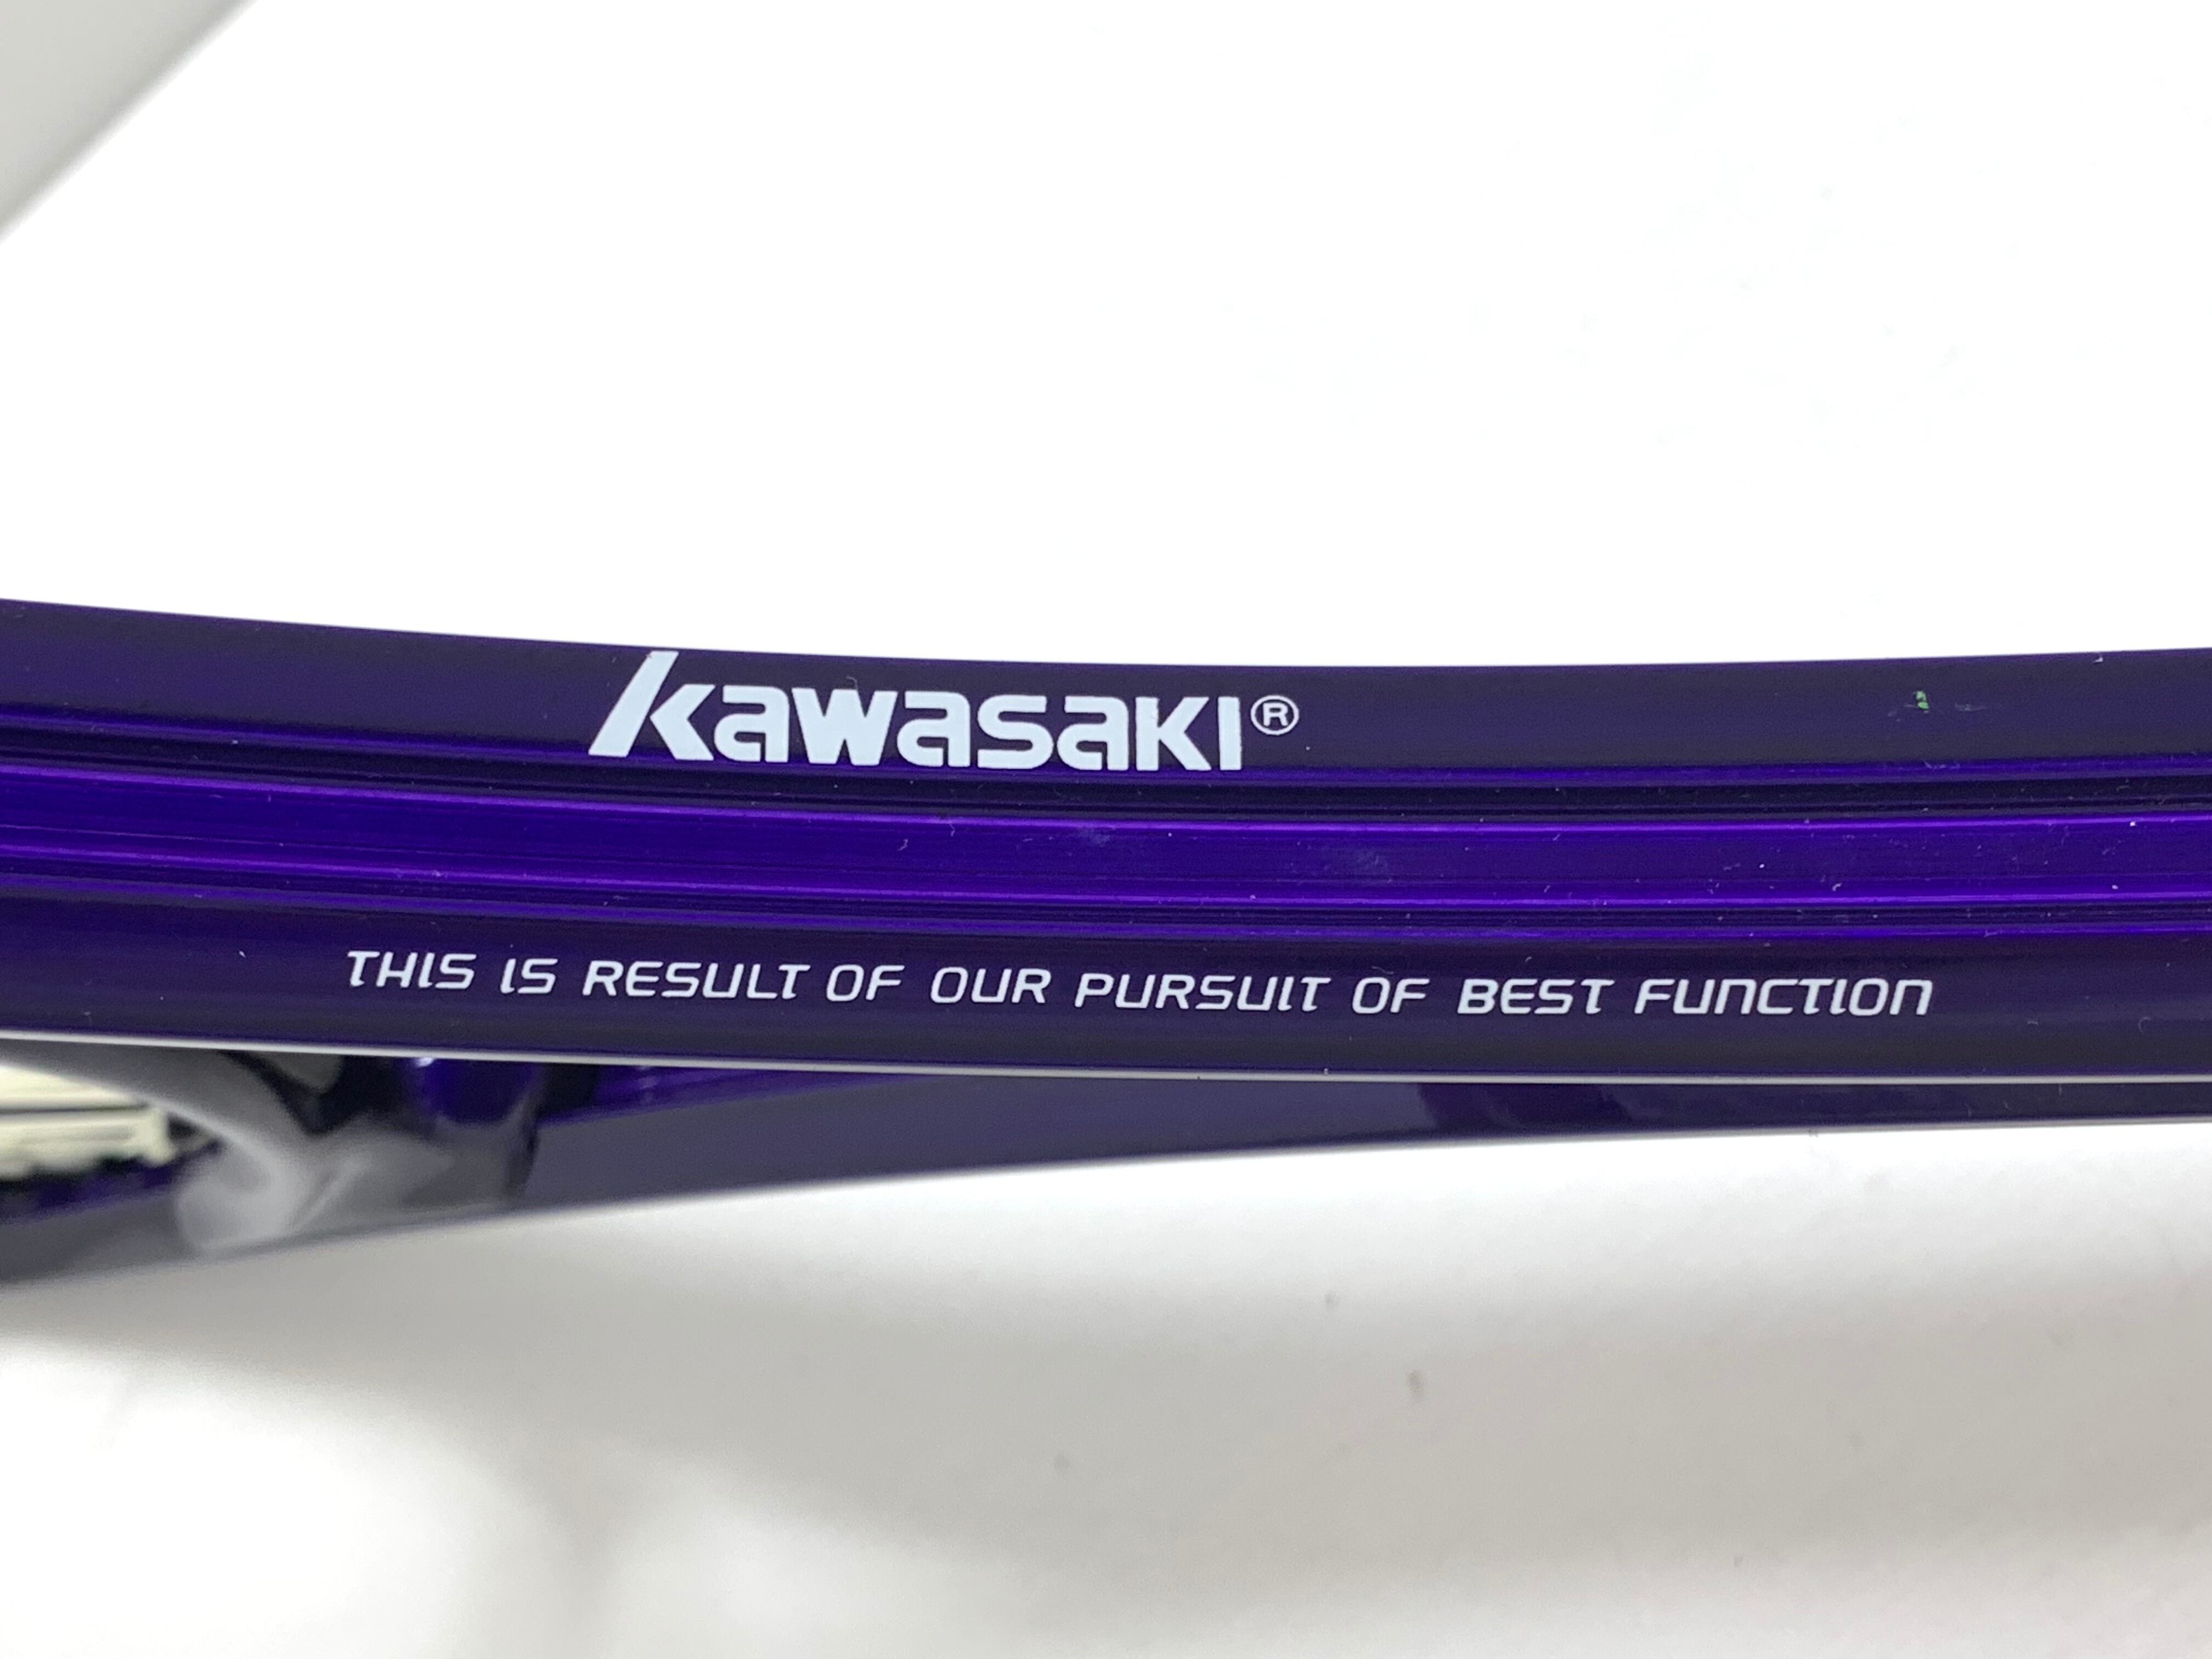 Kawasaki®
THIS IS RESULT OF OUR PURSUIT OF BEST FUNCTION